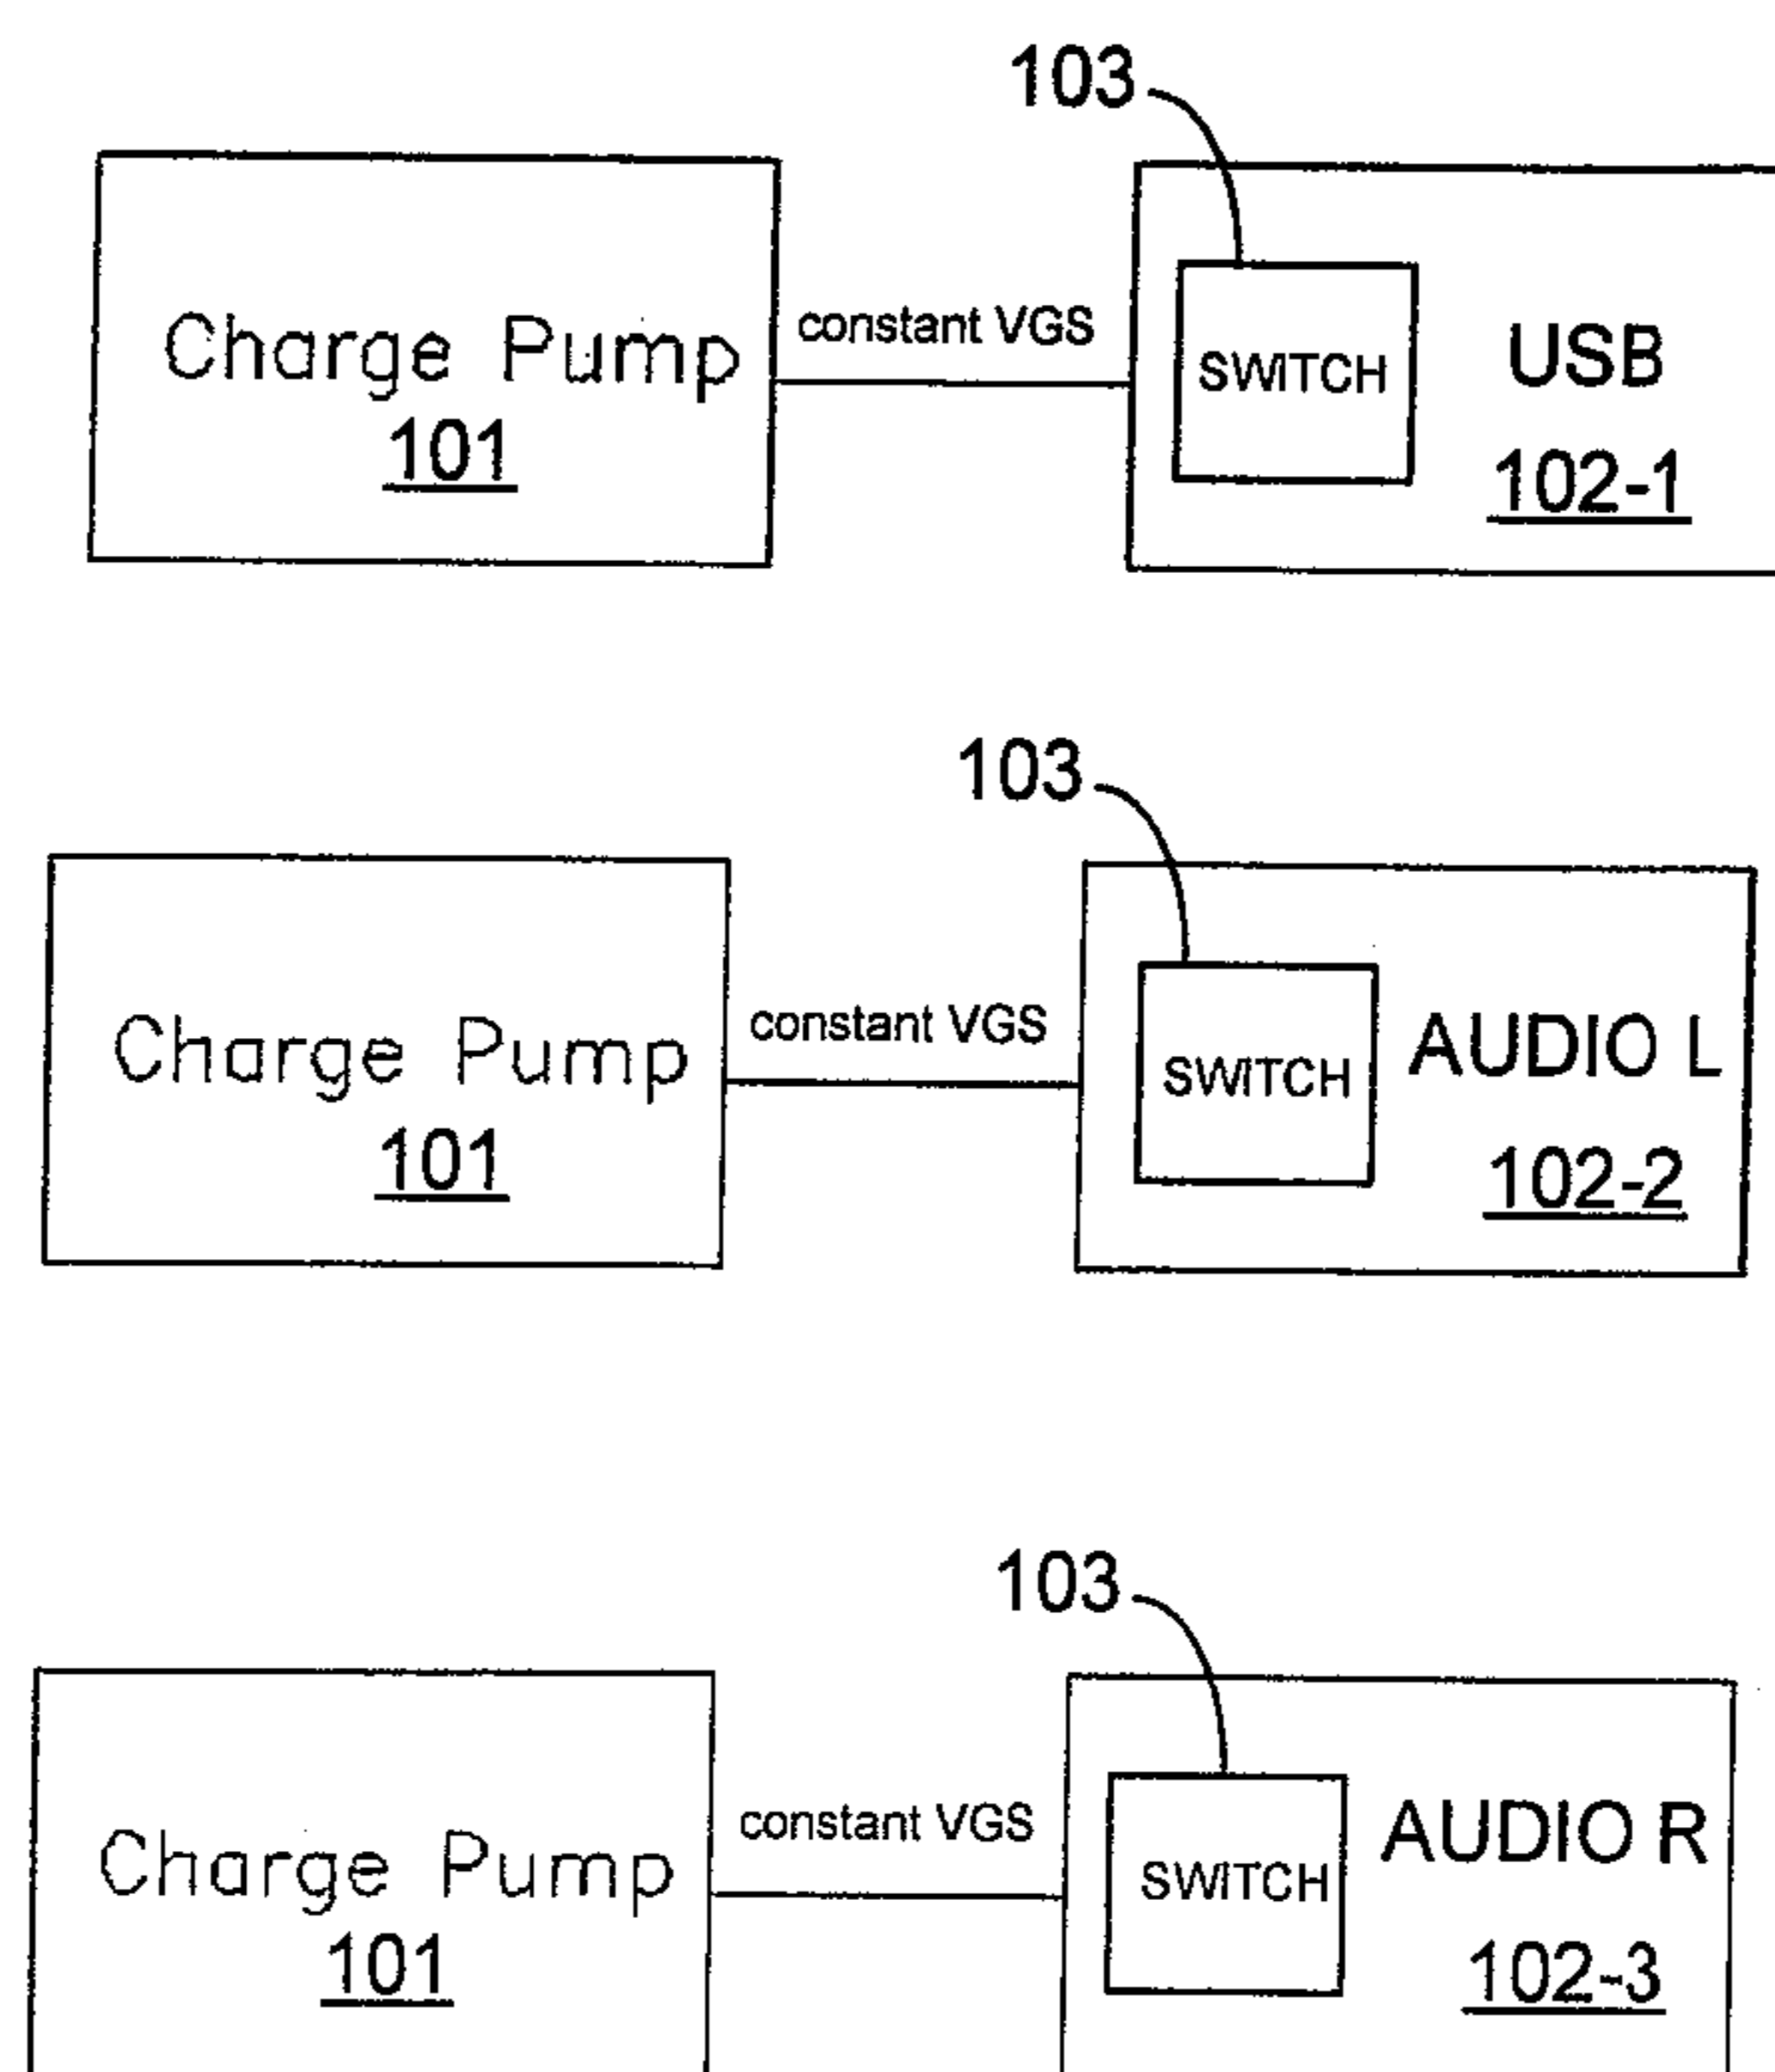 103
Charge Pump
101
constant VGS
SWITCH
USB
102-1
103
Charge Pump
101
constant VGS
SWITCH
AUDIO L
102-2
103
Charge Pump
101
constant VGS
SWITCH
AUDIO R
102-3